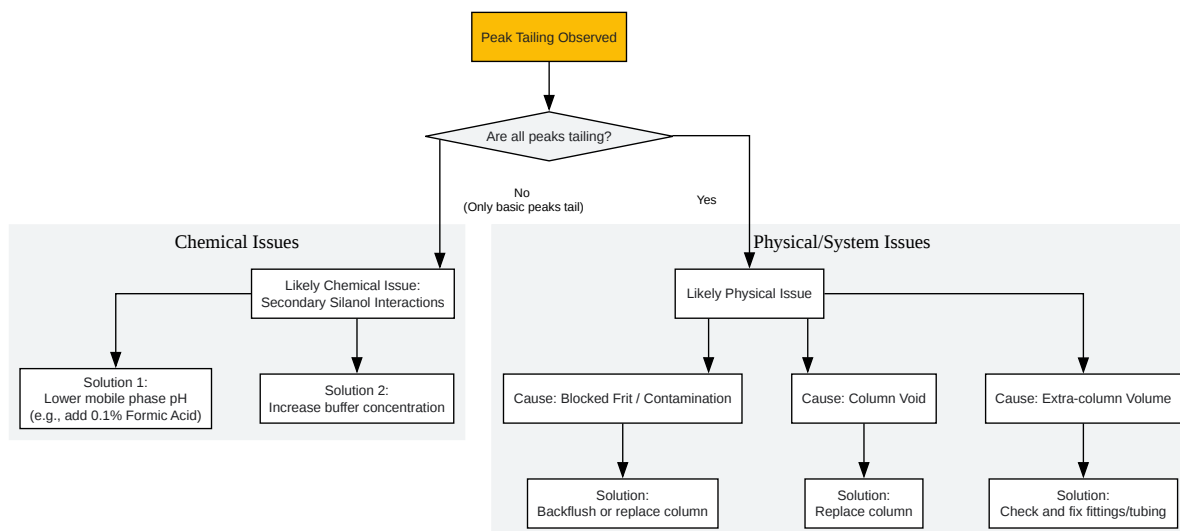 Peak Tailing Observed
Are all peaks tailing?
No
(Only basic peaks tail)
Yes
Chemical Issues
Physical/System Issues
Likely Chemical Issue:
Secondary Silanol Interactions
Likely Physical Issue
Solution 1:
Lower mobile phase pH
(e.g., add 0.1% Formic Acid)
Solution 2:
Increase buffer concentration
Cause: Blocked Frit / Contamination
Cause: Column Void
Cause: Extra-column Volume
Solution:
Backflush or replace column
Solution:
Replace column
Solution:
Check and fix fittings/tubing